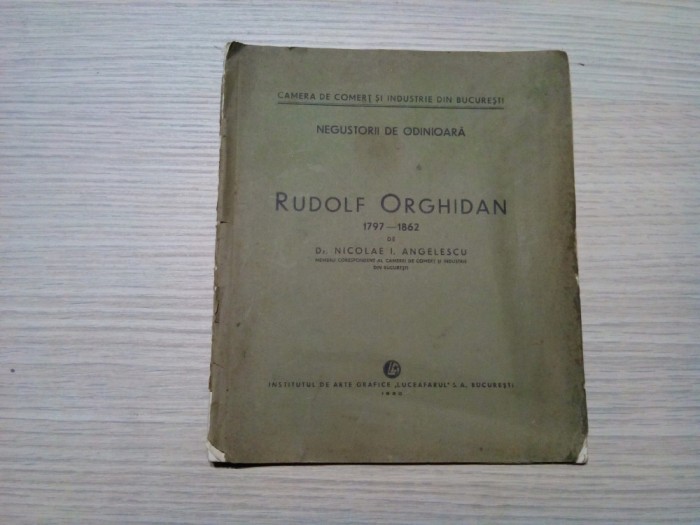 CAMERA DE COMERȚ ȘI INDUSTRIE DIN BUCUREȘTI
NEGUSTORII DE ODINIOARĂ
RUDOLF ORGHIDAN
1797—1862
DE
Dr. NICOLAE I. ANGELESCU
MEMBRU CORESPONDENT AL CAMEREI DE COMERȚ ȘI INDUSTRIE
DIN BUCUREȘTI
INSTITUTUL DE ARTE GRAFICE „LUCEAFARUL" S. A. BUCUREȘTI